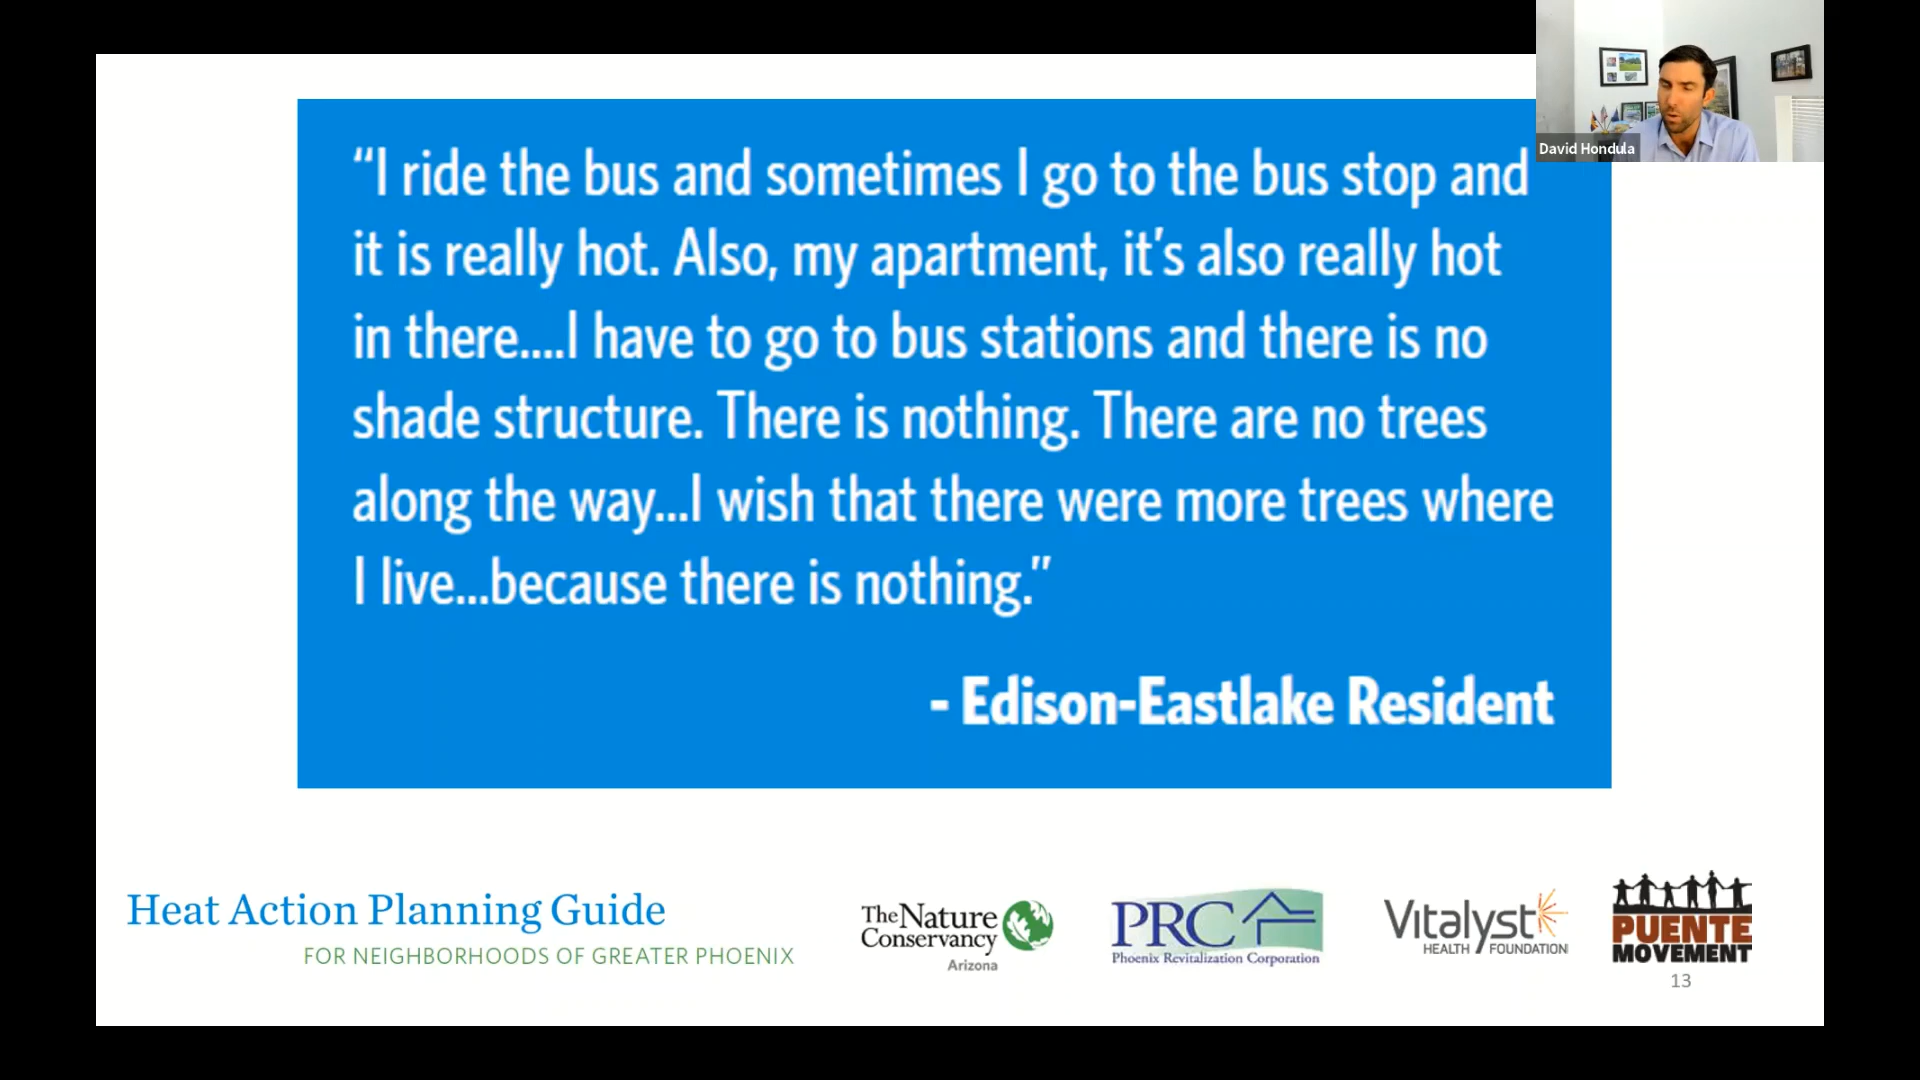 David Hondula
“I ride the bus and sometimes I go to the bus stop and
it is really hot. Also, my apartment, it’s also really hot
in there....I have to go to bus stations and there is no
shade structure. There is nothing. There are no trees
along the way...I wish that there were more trees where
I live...because there is nothing.”
- Edison-Eastlake Resident
Heat Action Planning Guide
FOR NEIGHBORHOODS OF GREATER PHOENIX
The Nature
Conservancy
Arizona
PRC
Phoenix Revitalization Corporation
Vitalyst
HEALTH FOUNDATION
PUENTE
MOVEMENT
13